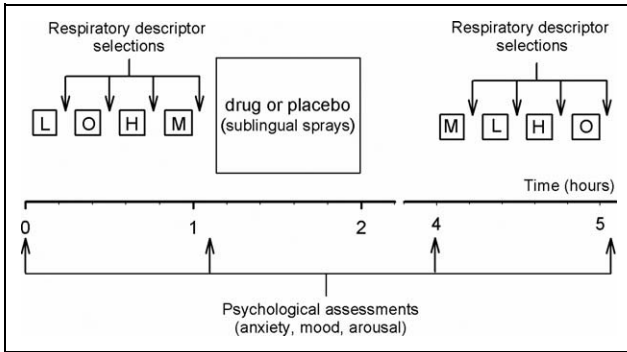 Respiratory descriptor
selections
Respiratory descriptor
selections
L O H M
drug or placebo
(sublingual sprays)
M L H O
Time (hours)
0 1 2 4 5
Psychological assessments
(anxiety, mood, arousal)